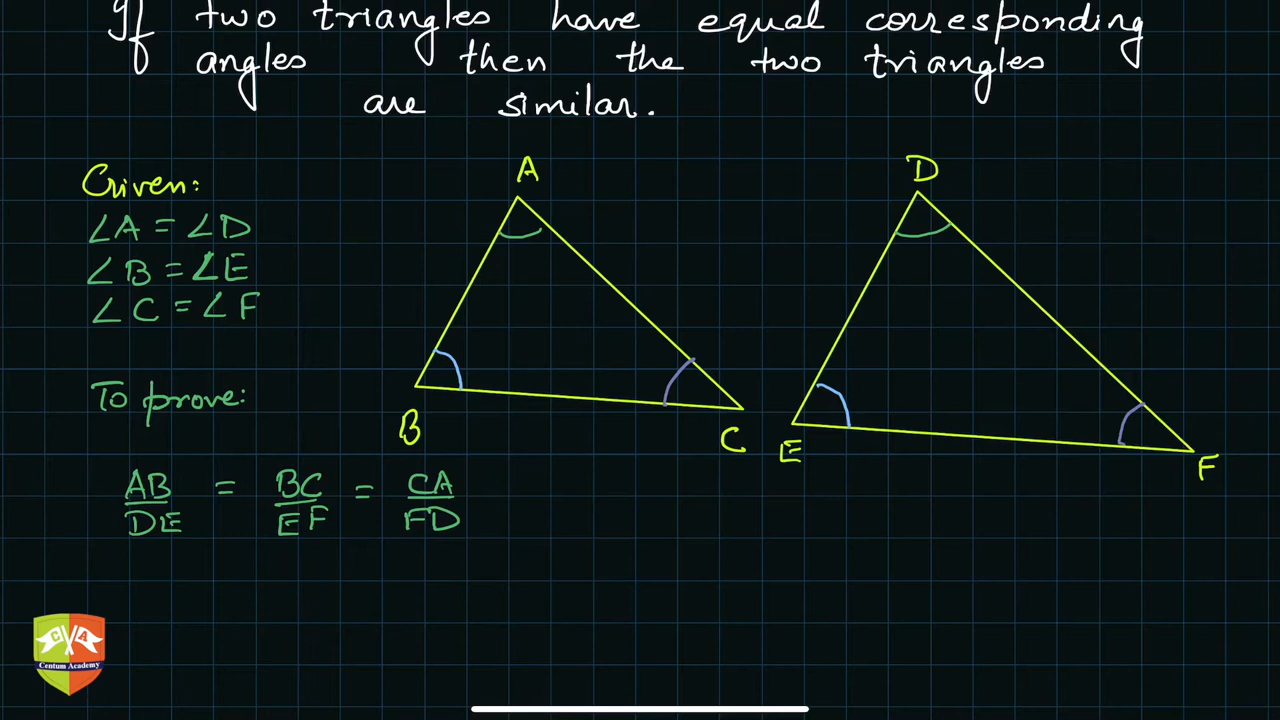 If two triangles have equal corresponding
angles then the two triangles
are similar.
Given:
∠A = ∠D
∠B = ∠E
∠C = ∠F
To prove:
AB/DE = BC/EF = CA/FD
A
B
C
D
E
F
C A
Centum Academy